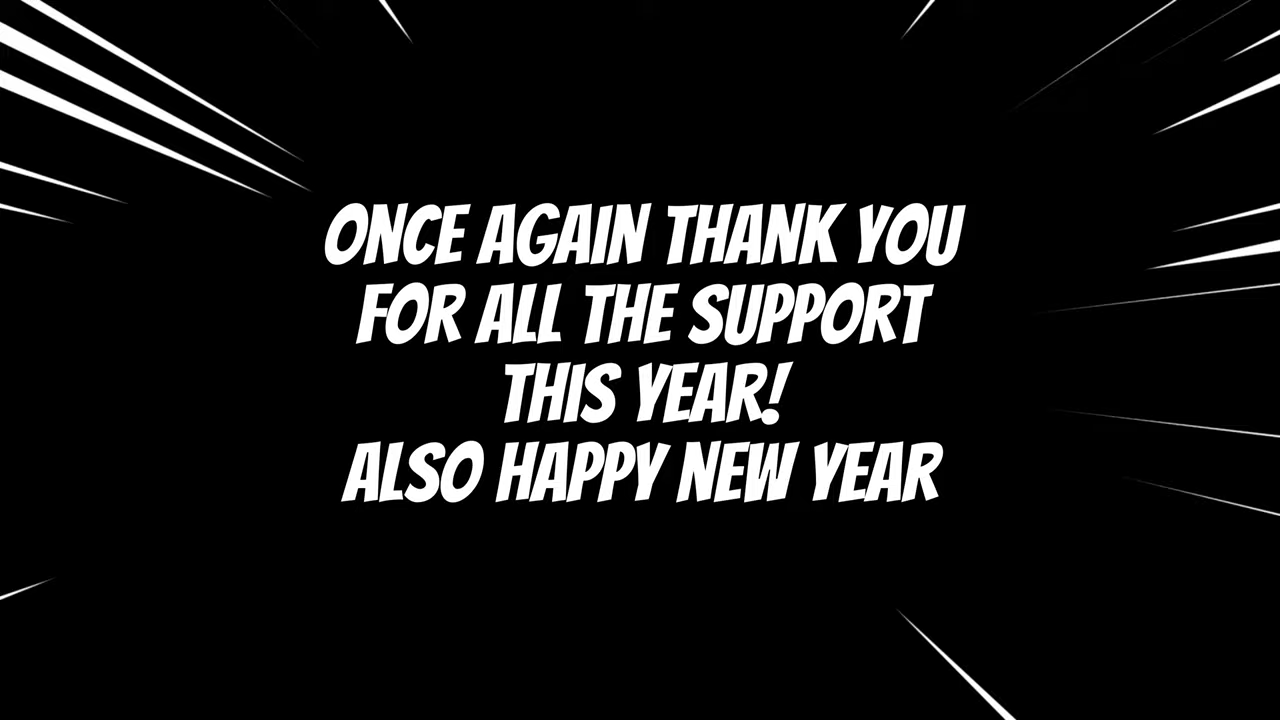 ONCE AGAIN THANK YOU
FOR ALL THE SUPPORT
THIS YEAR!
ALSO HAPPY NEW YEAR